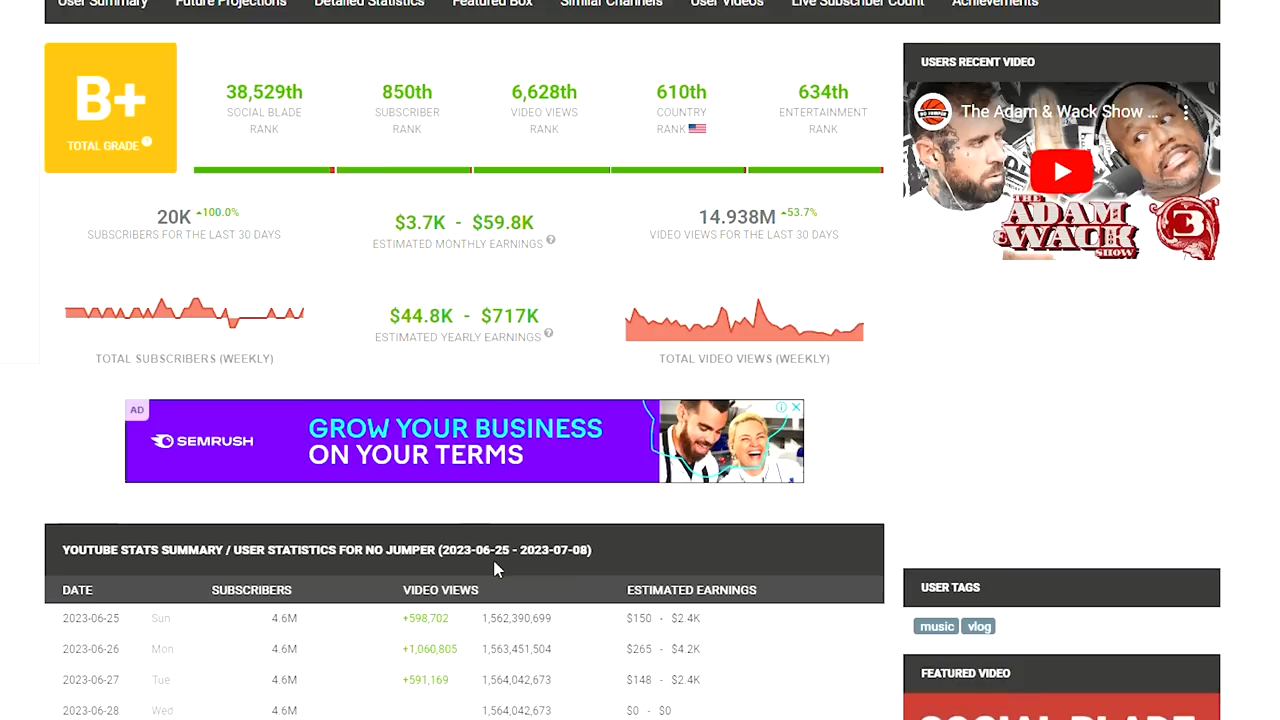 User Summary Future Projections Detailed Statistics Featured Box Similar Channels User Videos Live Subscriber Count Achievements
B+
TOTAL GRADE
38,529th
SOCIAL BLADE
RANK
850th
SUBSCRIBER
RANK
6,628th
VIDEO VIEWS
RANK
610th
COUNTRY
RANK
634th
ENTERTAINMENT
RANK
20K +100.0%
SUBSCRIBERS FOR THE LAST 30 DAYS
$3.7K - $59.8K
ESTIMATED MONTHLY EARNINGS
14.938M +53.7%
VIDEO VIEWS FOR THE LAST 30 DAYS
TOTAL SUBSCRIBERS (WEEKLY)
$44.8K - $717K
ESTIMATED YEARLY EARNINGS
TOTAL VIDEO VIEWS (WEEKLY)
USERS RECENT VIDEO
NO JUMPER
The Adam & Wack Show ...
THE
ADAM
& WACK
SHOW
3
AD
SEMRUSH
GROW YOUR BUSINESS
ON YOUR TERMS
YOUTUBE STATS SUMMARY / USER STATISTICS FOR NO JUMPER (2023-06-25 - 2023-07-08)
DATE SUBSCRIBERS VIDEO VIEWS ESTIMATED EARNINGS
2023-06-25 Sun 4.6M +598,702 1,562,390,699 $150 - $2.4K
2023-06-26 Mon 4.6M +1,060,805 1,563,451,504 $265 - $4.2K
2023-06-27 Tue 4.6M +591,169 1,564,042,673 $148 - $2.4K
2023-06-28 Wed 4.6M 1,564,042,673 $0 - $0
USER TAGS
music vlog
FEATURED VIDEO
SOCIAL BLADE